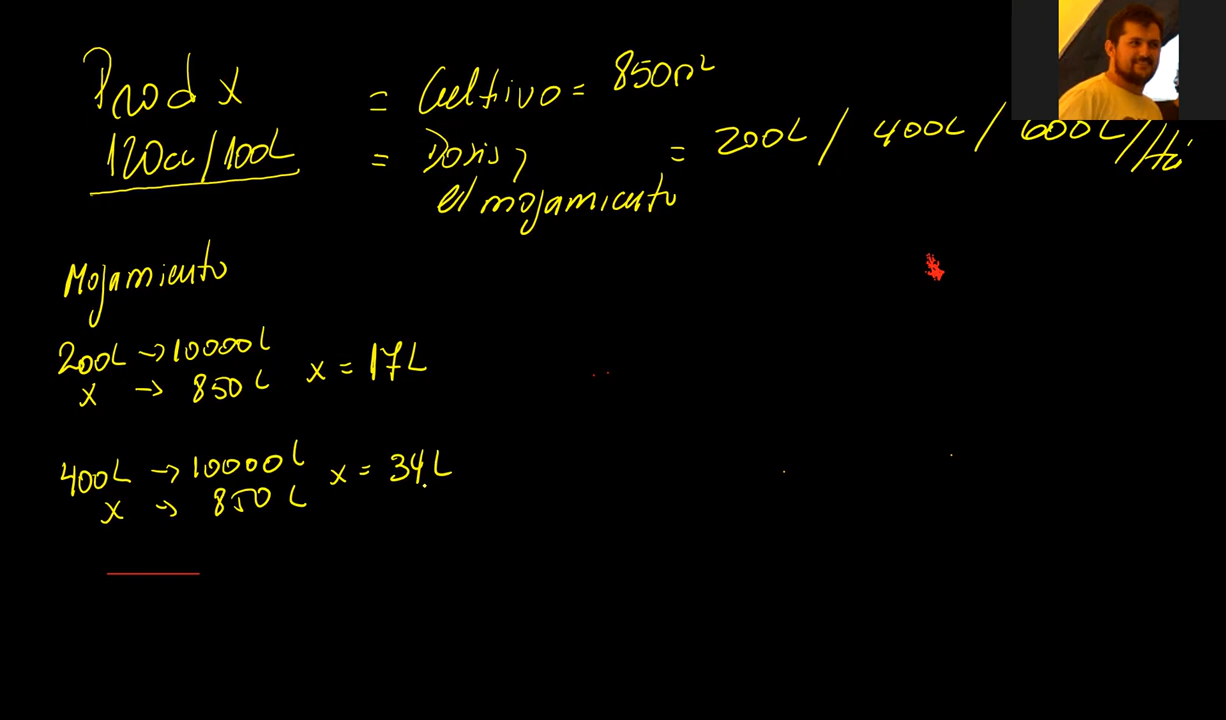 Prod x = Cultivo = 850m²
120cc/100L = Dosis, = 200L / 400L / 600L/Ha
el mojamiento
Mojamiento
200L → 10000L
x → 850L x = 17L
400L → 10000L x = 34L
x → 850L